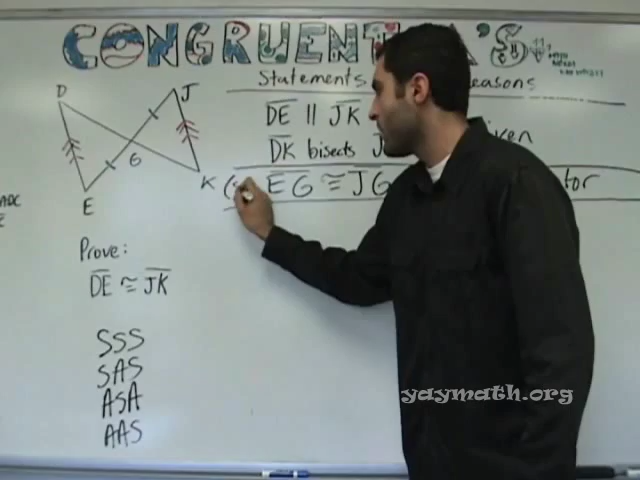 CONGRUENT 'S
Statements easons
DE || JK
DK bisects J iven
(s EG ≅ JG tor
D
J
G
K
E
ADC
E
Prove:
DE ≅ JK
SSS
SAS
ASA
AAS
yaymath.org